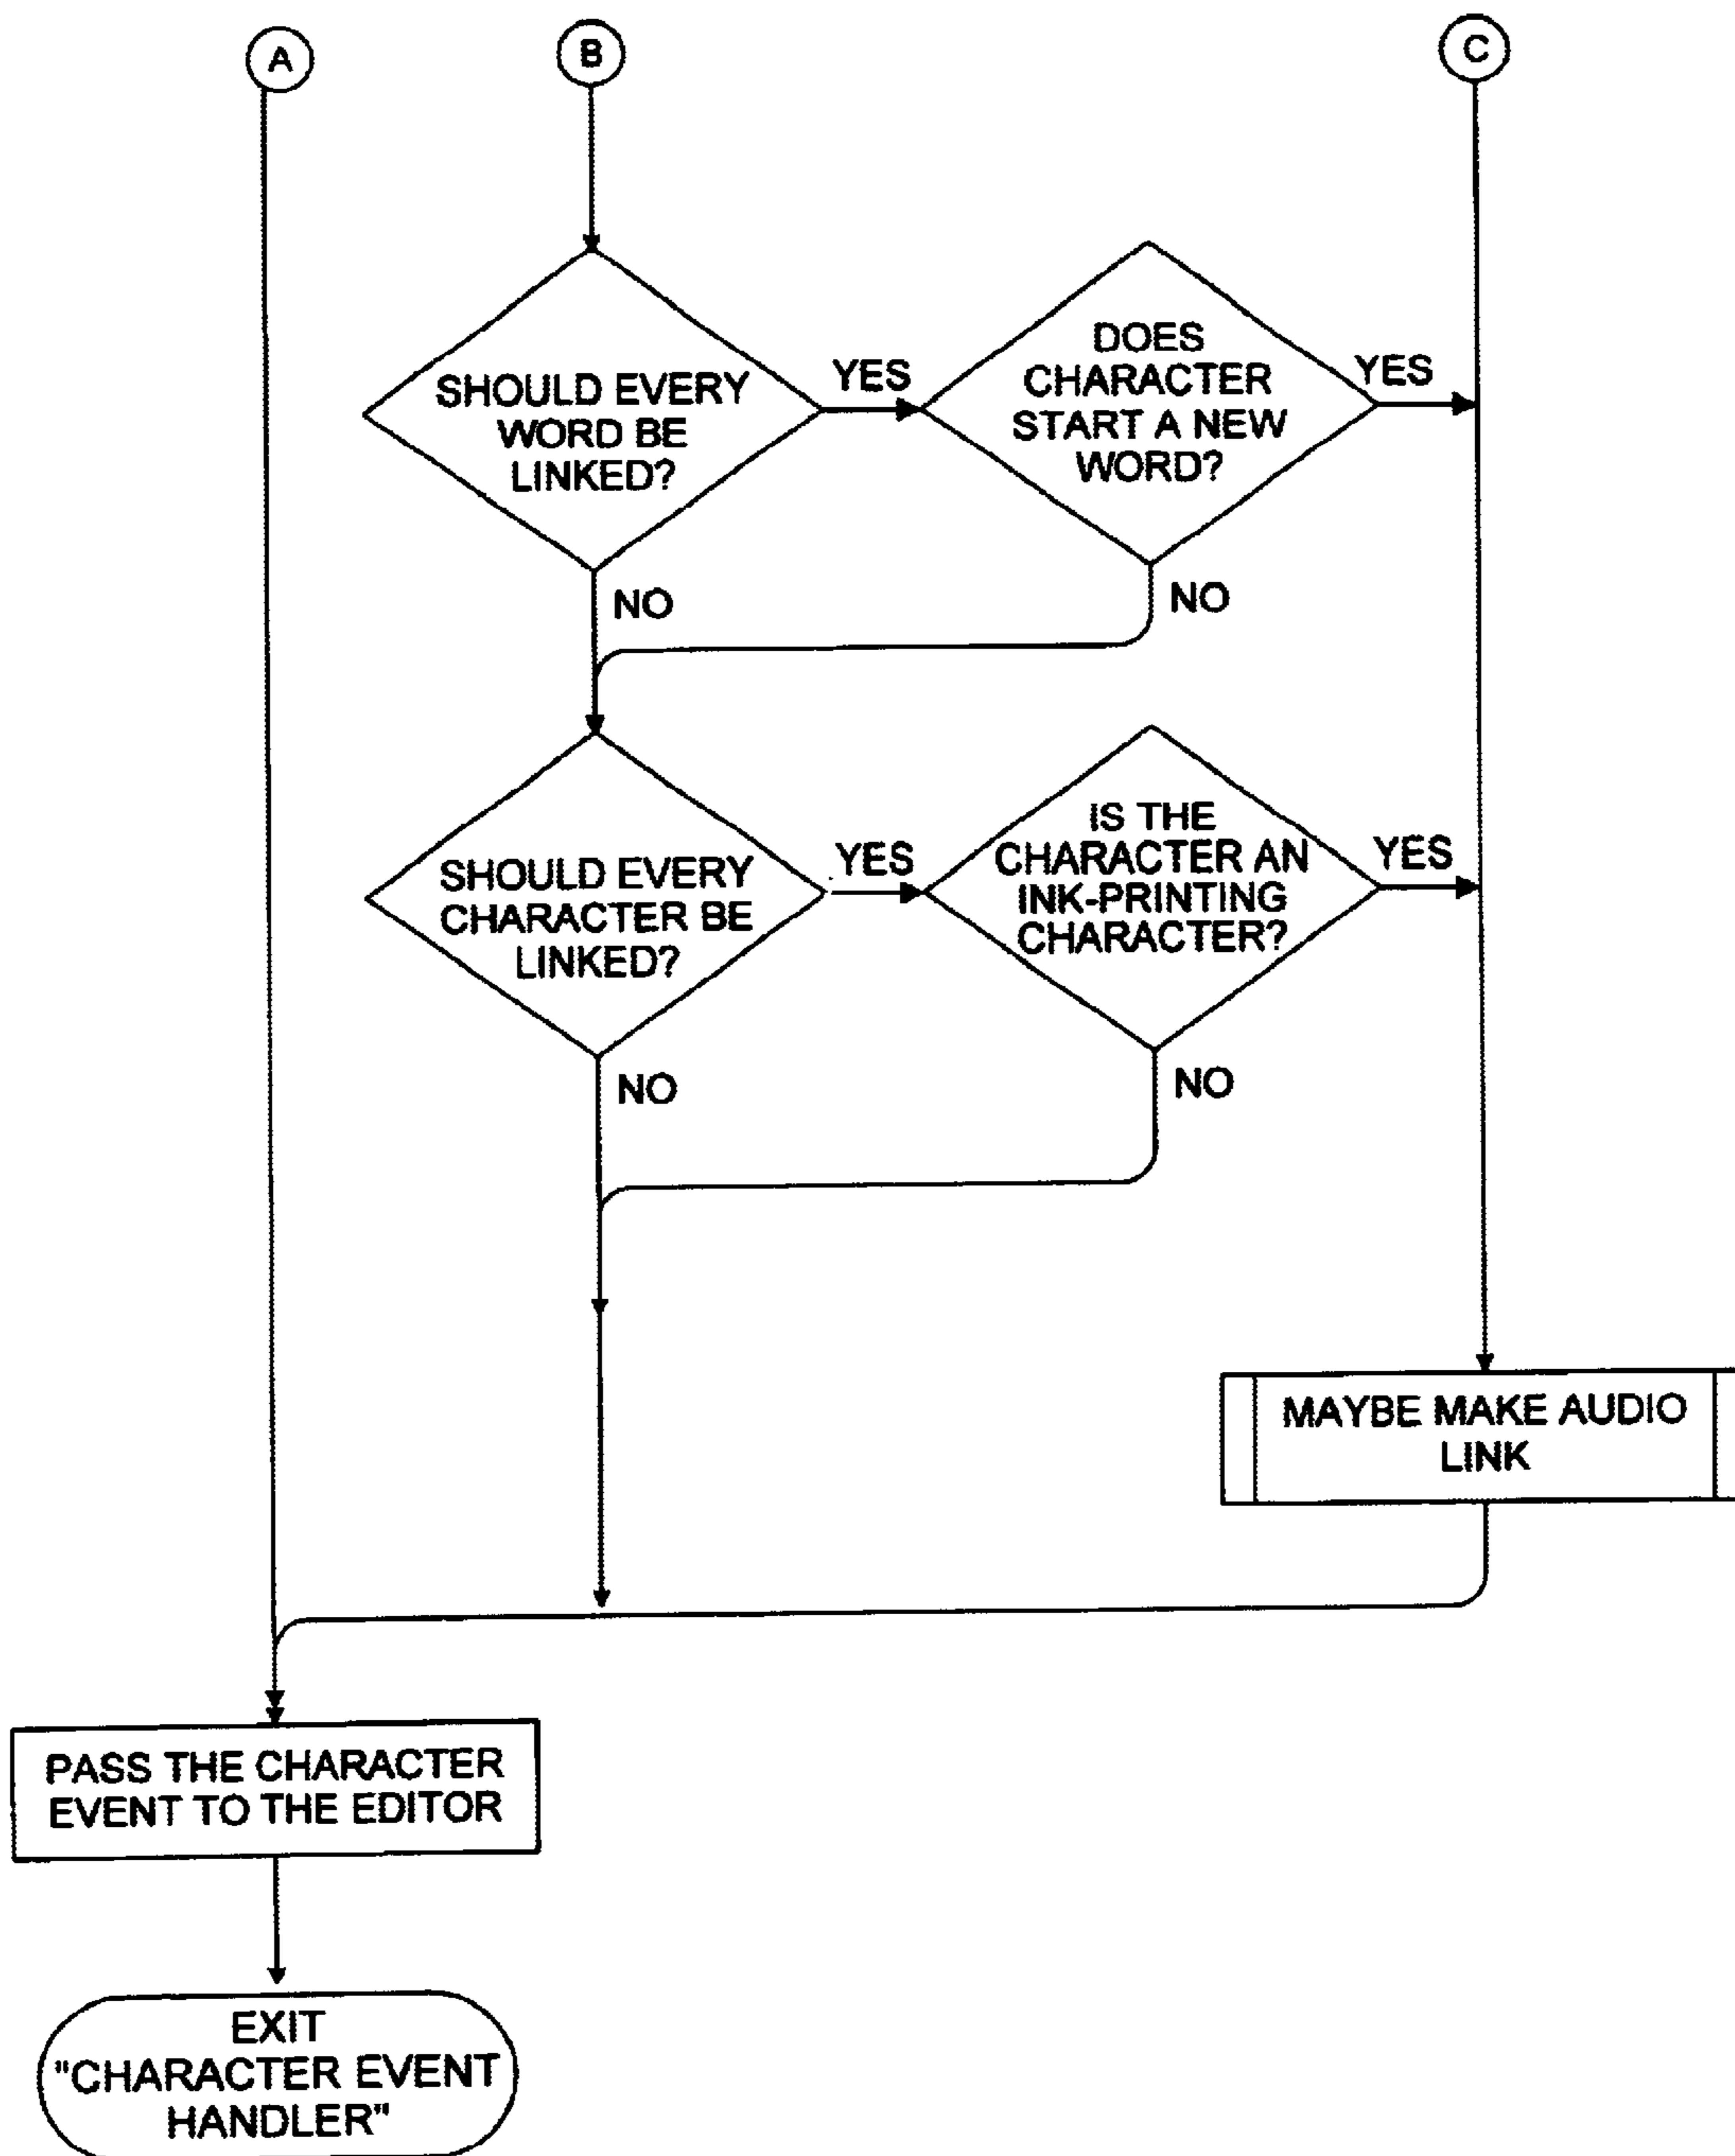 A
B
C
SHOULD EVERY
WORD BE
LINKED?
YES
DOES
CHARACTER
START A NEW
WORD?
YES
NO
NO
SHOULD EVERY
CHARACTER BE
LINKED?
YES
IS THE
CHARACTER AN
INK-PRINTING
CHARACTER?
YES
NO
NO
MAYBE MAKE AUDIO
LINK
PASS THE CHARACTER
EVENT TO THE EDITOR
EXIT
"CHARACTER EVENT
HANDLER"